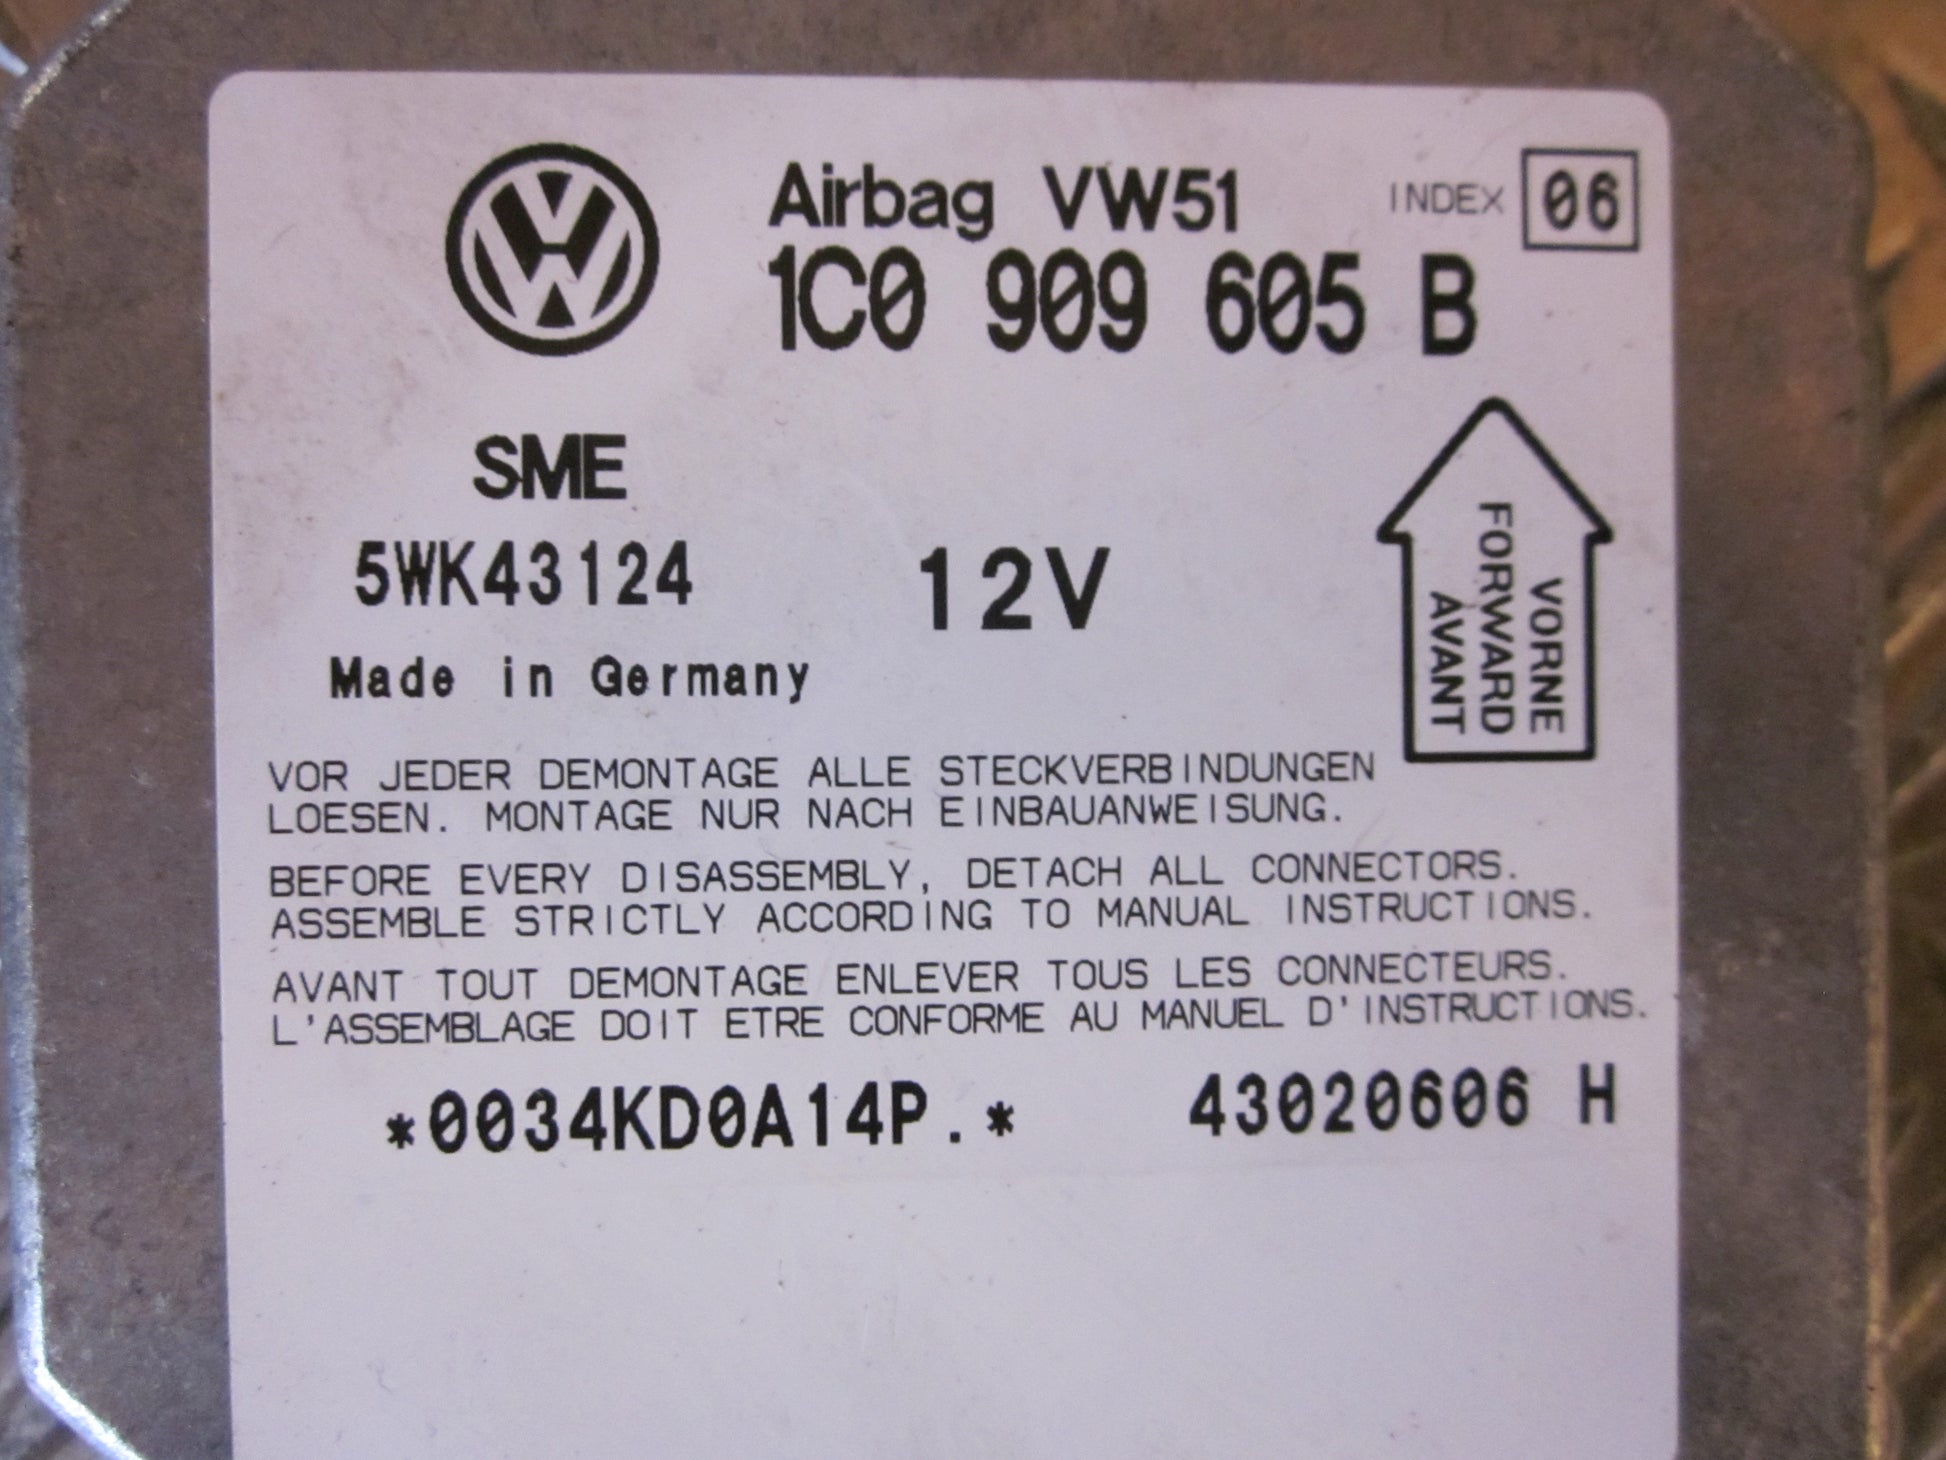 Airbag VW51 INDEX 06
1C0 909 605 B
SME
5WK43124 12V
Made in Germany
VORNE
FORWARD
AVANT
VOR JEDER DEMONTAGE ALLE STECKVERBINDUNGEN
LOESEN. MONTAGE NUR NACH EINBAUANWEISUNG.
BEFORE EVERY DISASSEMBLY, DETACH ALL CONNECTORS.
ASSEMBLE STRICTLY ACCORDING TO MANUAL INSTRUCTIONS.
AVANT TOUT DEMONTAGE ENLEVER TOUS LES CONNECTEURS.
L'ASSEMBLAGE DOIT ETRE CONFORME AU MANUEL D'INSTRUCTIONS.
*0034KD0A14P.* 43020606 H